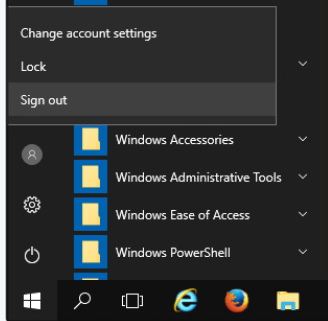 Change account settings
Lock
Sign out
Windows Accessories
Windows Administrative Tools
Windows Ease of Access
Windows PowerShell